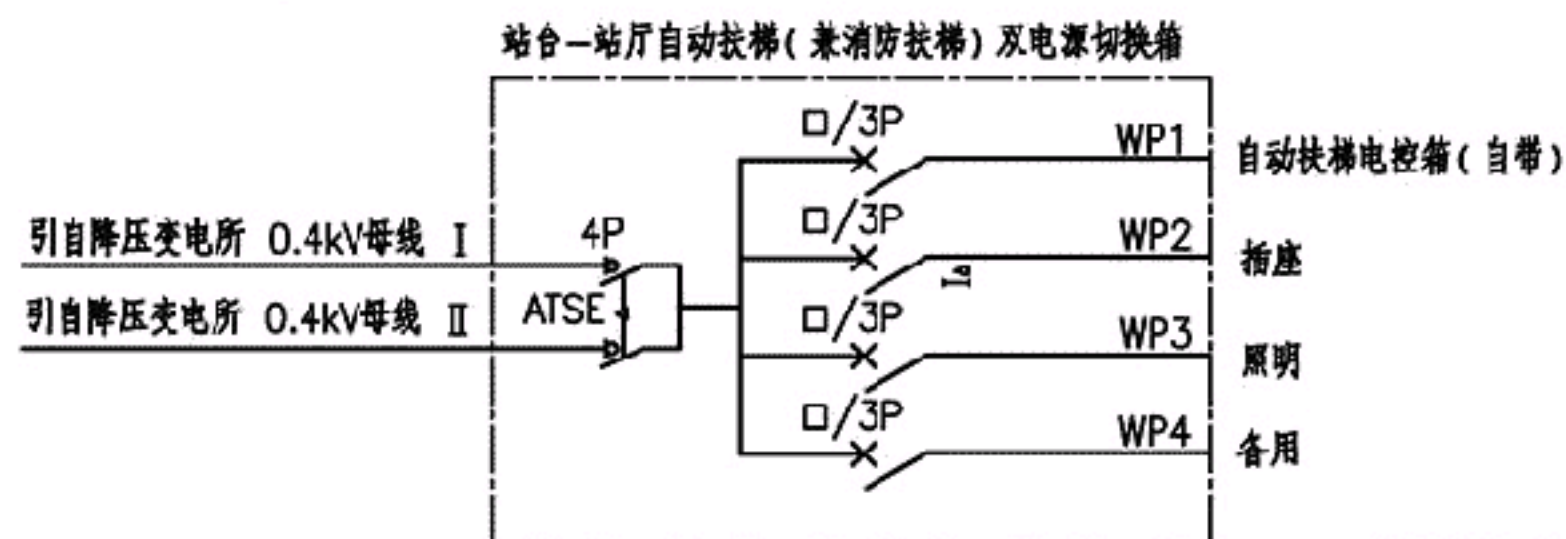 站台—站厅自动扶梯(兼消防扶梯)双电源切换箱
□/3P
WP1
自动扶梯电控箱(自带)
引自降压变电所 0.4kV母线 Ⅰ
4P
□/3P
WP2
插座
I△
引自降压变电所 0.4kV母线 Ⅱ
ATSE
□/3P
WP3
照明
□/3P
WP4
备用